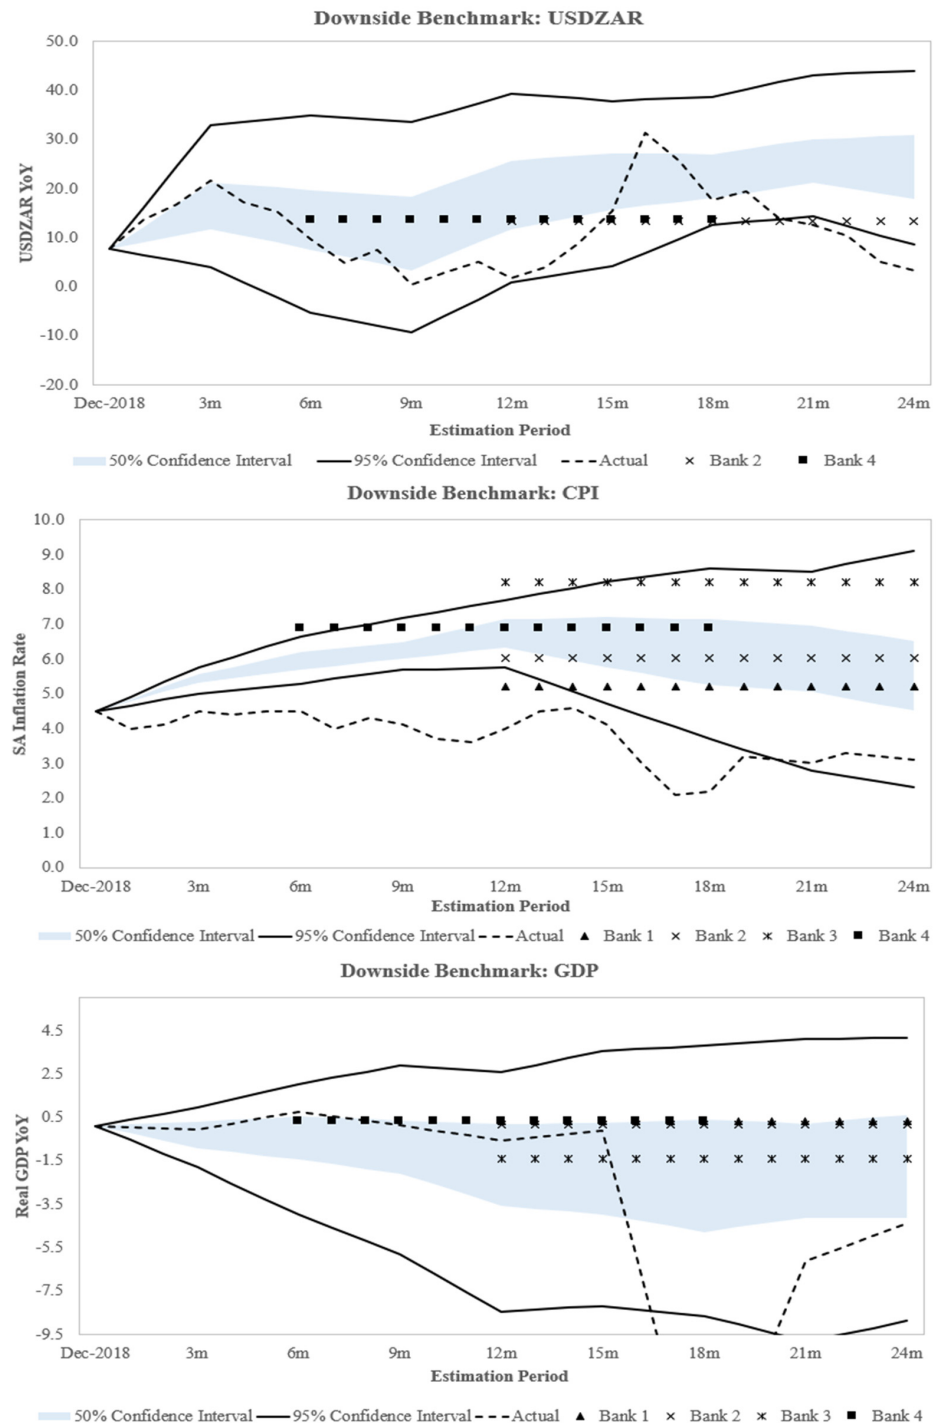 Downside Benchmark: USDZAR
50.0
40.0
30.0
20.0
10.0
0.0
-10.0
-20.0
USDZAR YoY
Dec-2018 3m 6m 9m 12m 15m 18m 21m 24m
Estimation Period
50% Confidence Interval 95% Confidence Interval Actual Bank 2 Bank 4
Downside Benchmark: CPI
10.0
9.0
8.0
7.0
6.0
5.0
4.0
3.0
2.0
1.0
0.0
SA Inflation Rate
Dec-2018 3m 6m 9m 12m 15m 18m 21m 24m
Estimation Period
50% Confidence Interval 95% Confidence Interval Actual Bank 1 Bank 2 Bank 3 Bank 4
Downside Benchmark: GDP
4.5
2.5
0.5
-1.5
-3.5
-5.5
-7.5
-9.5
Real GDP YoY
Dec-2018 3m 6m 9m 12m 15m 18m 21m 24m
Estimation Period
50% Confidence Interval 95% Confidence Interval Actual Bank 1 Bank 2 Bank 3 Bank 4